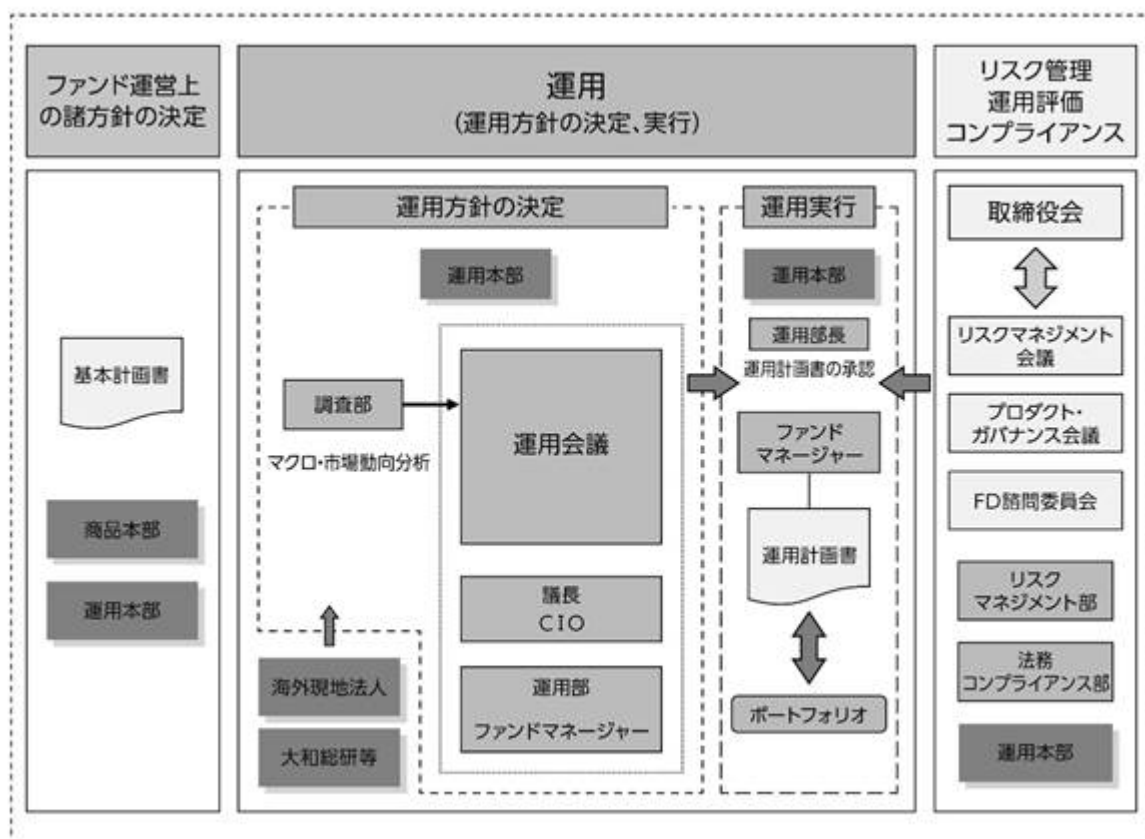 ファンド運営上
の諸方針の決定
運用
(運用方針の決定、実行)
リスク管理
運用評価
コンプライアンス
基本計画書
商品本部
運用本部
運用方針の決定
運用本部
調査部
マクロ・市場動向分析
運用会議
議長
CIO
運用部
ファンドマネージャー
海外現地法人
大和総研等
運用実行
運用本部
運用部長
運用計画書の承認
ファンド
マネージャー
運用計画書
ポートフォリオ
取締役会
リスクマネジメント
会議
プロダクト・
ガバナンス会議
FD諮問委員会
リスク
マネジメント部
法務
コンプライアンス部
運用本部